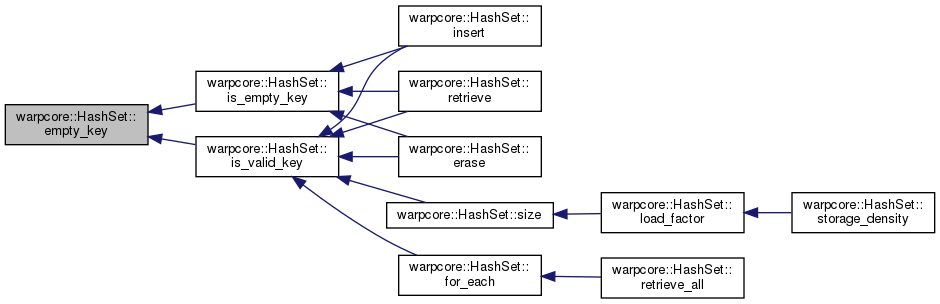 warpcore::HashSet::
empty_key
warpcore::HashSet::
is_empty_key
warpcore::HashSet::
is_valid_key
warpcore::HashSet::
insert
warpcore::HashSet::
retrieve
warpcore::HashSet::
erase
warpcore::HashSet::size
warpcore::HashSet::
for_each
warpcore::HashSet::
load_factor
warpcore::HashSet::
retrieve_all
warpcore::HashSet::
storage_density